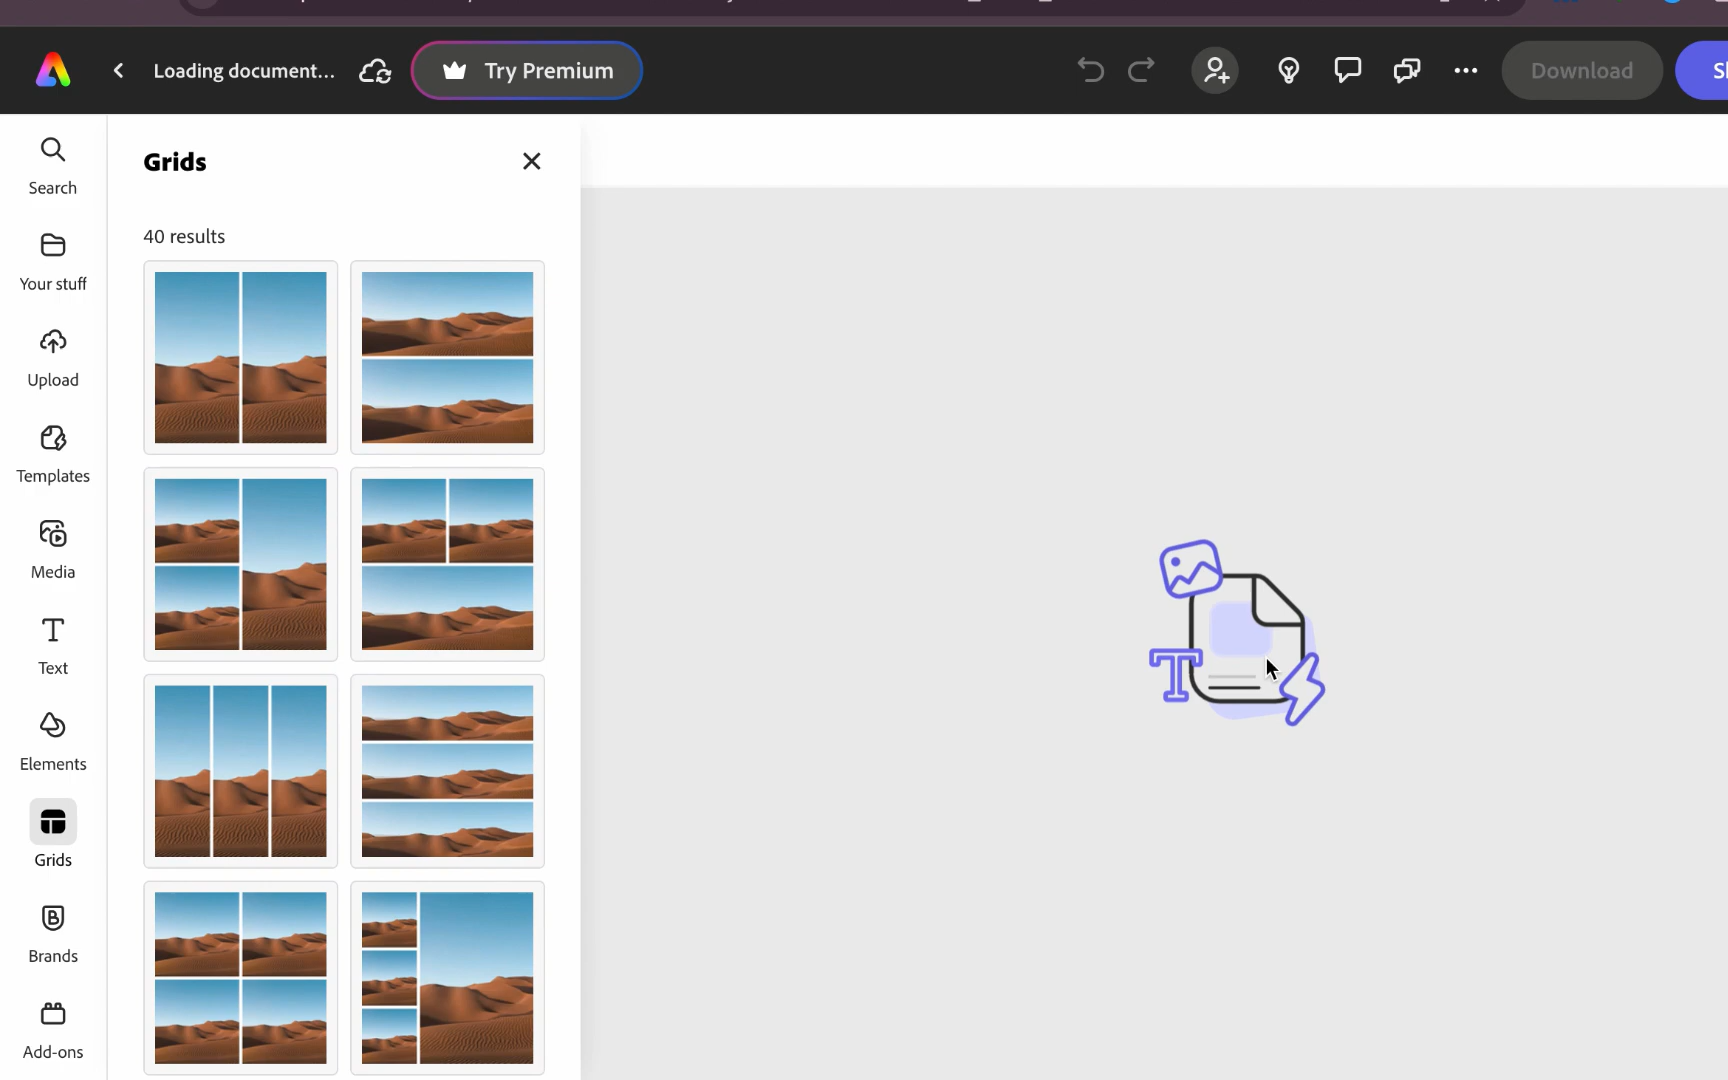 Loading document...
Try Premium
Download
Search
Your stuff
Upload
Templates
Media
Text
Elements
Grids
Brands
Add-ons
Grids
40 results